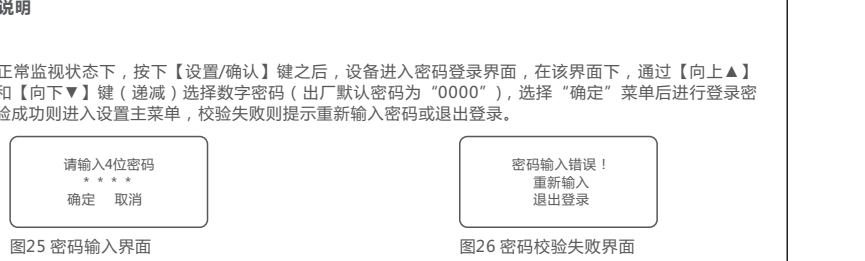 说明
正常监视状态下，按下【设置/确认】键之后，设备进入密码登录界面，在该界面下，通过【向上▲】
和【向下▼】键（递减）选择数字密码（出厂默认密码为“0000”），选择“确定”菜单后进行登录密
验成功则进入设置主菜单，校验失败则提示重新输入密码或退出登录。
请输入4位密码
* * * *
确定 取消
图25 密码输入界面
密码输入错误！
重新输入
退出登录
图26 密码校验失败界面